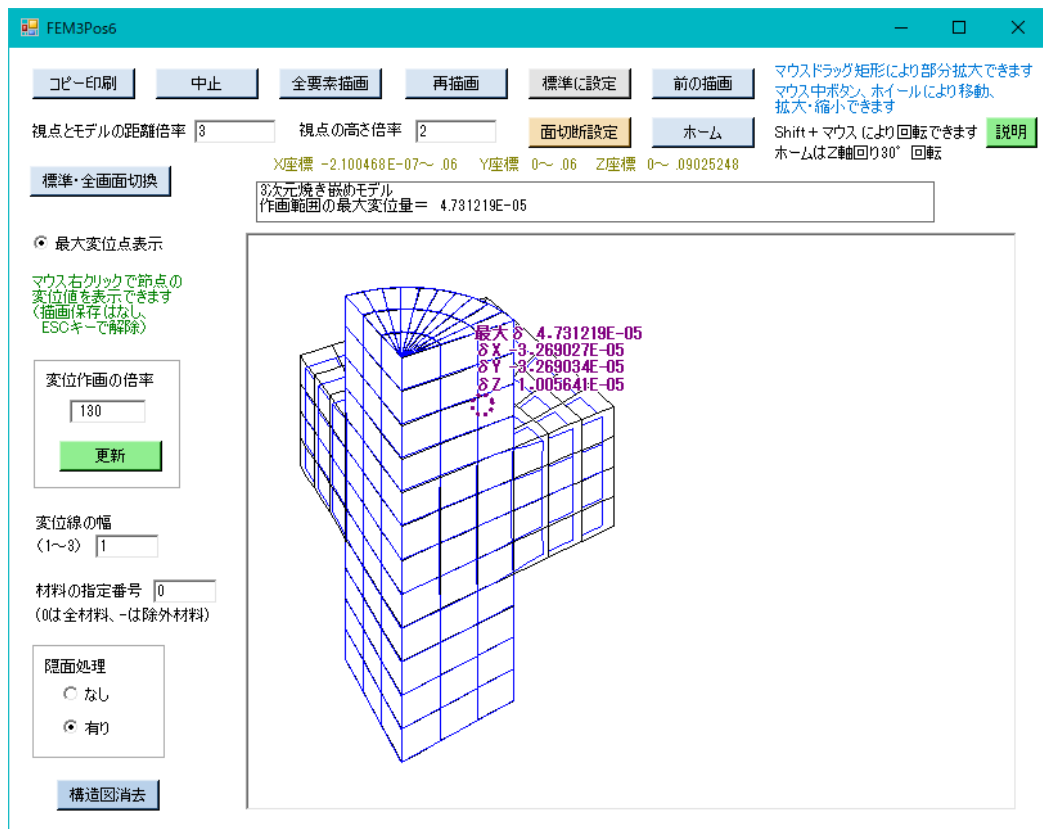 FEM3Pos6
コピー印刷
中止
全要素描画
再描画
標準に設定
前の描画
マウスドラッグ矩形により部分拡大できます
マウス中ボタン、ホイールにより移動、
拡大・縮小できます
視点とモデルの距離倍率 3
視点の高さ倍率 2
面切断設定
ホーム
Shift+マウス により回転できます
ホームはZ軸回り30° 回転
説明
X座標 -2.100468E-07～ .06 Y座標 0～ .06 Z座標 0～ .09025248
標準・全画面切換
3次元焼き嵌めモデル
作画範囲の最大変位量＝ 4.731219E-05
最大変位点表示
マウス右クリックで節点の
変位値を表示できます
(描画保存はなし、
ESCキーで解除)
最大δ 4.731219E-05
δX -3.269027E-05
δY -3.269034E-05
δZ 1.005641E-05
変位作画の倍率
130
更新
変位線の幅
(1～3) 1
材料の指定番号 0
(0は全材料、-は除外材料)
隠面処理
なし
有り
構造図消去